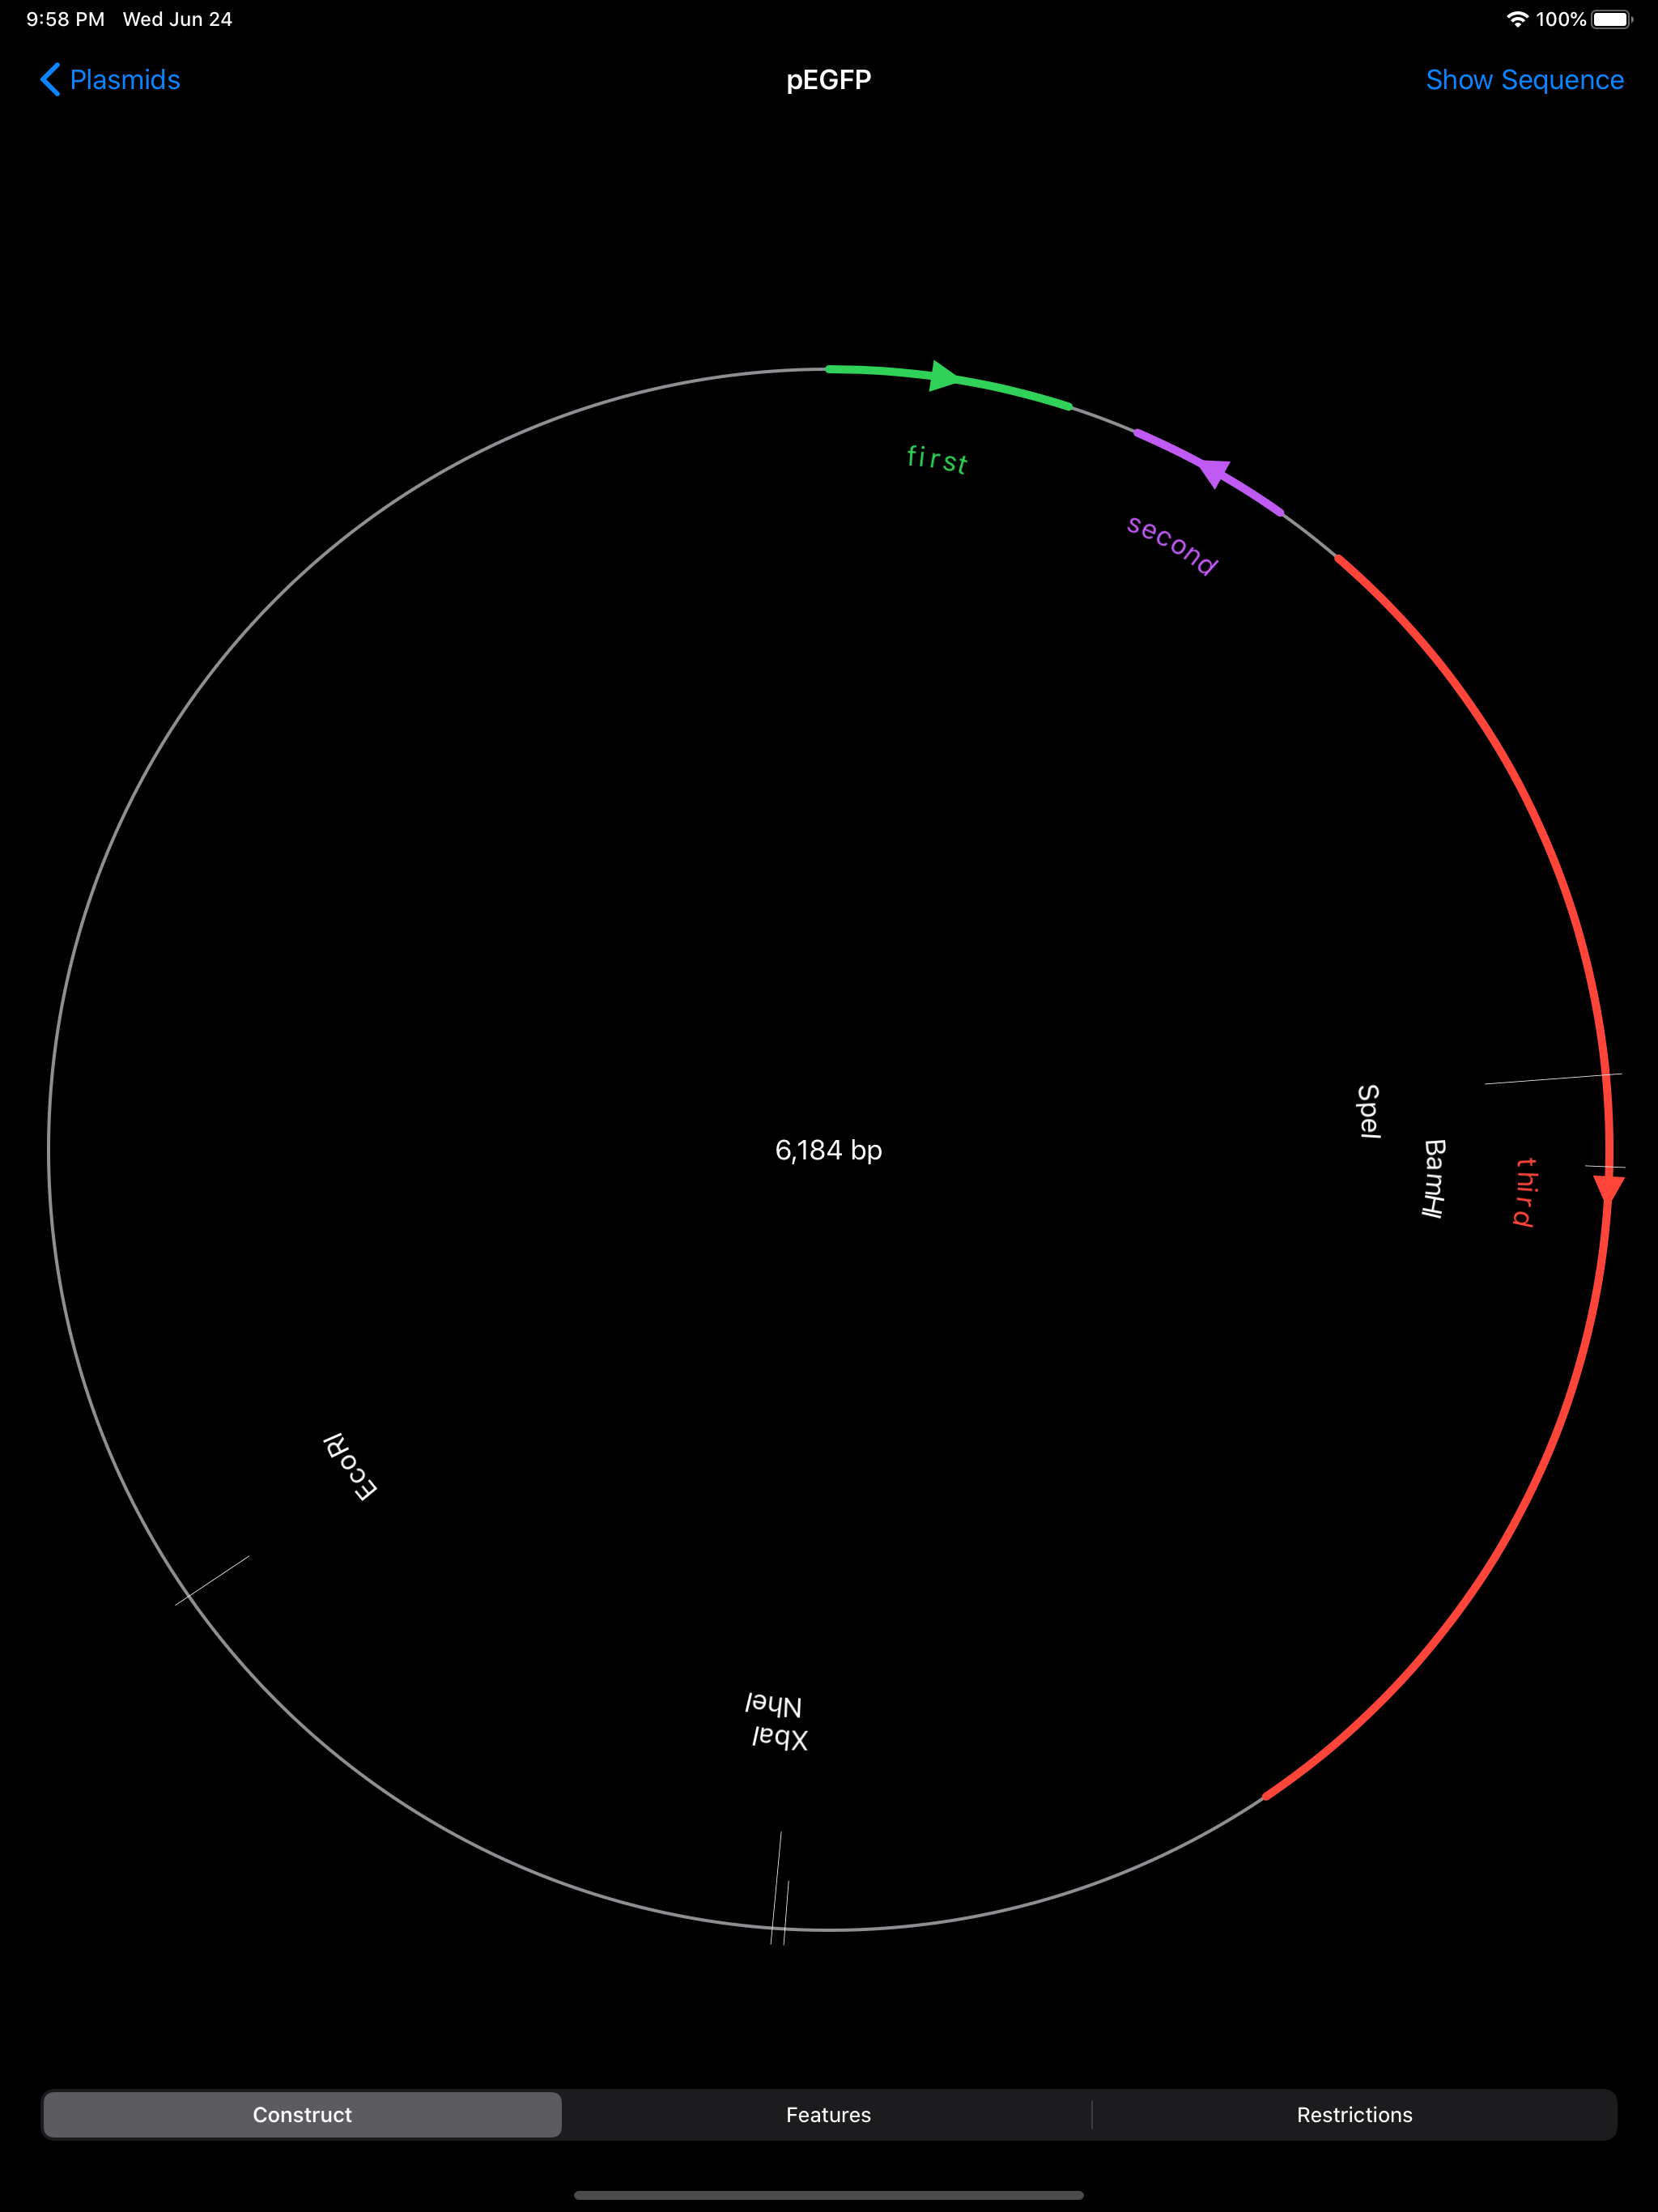 9:58 PM Wed Jun 24 100%
Plasmids pEGFP Show Sequence
first
second
SpeI
BamHI
third
6,184 bp
EcoRI
NheI
XbaI
Construct Features Restrictions